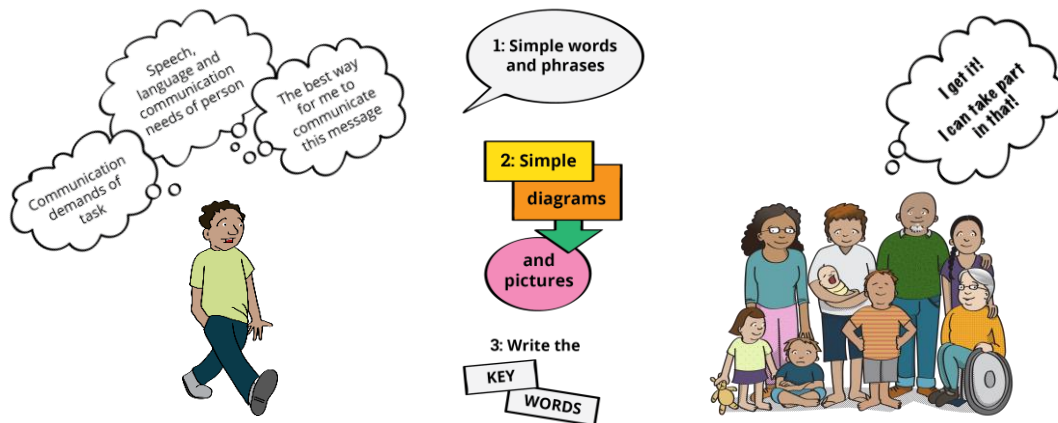 Communication
demands of
task
Speech,
language and
communication
needs of person
The best way
for me to
communicate
this message
1: Simple words
and phrases
2: Simple
diagrams
and
pictures
3: Write the
KEY
WORDS
I get it!
I can take part
in that!